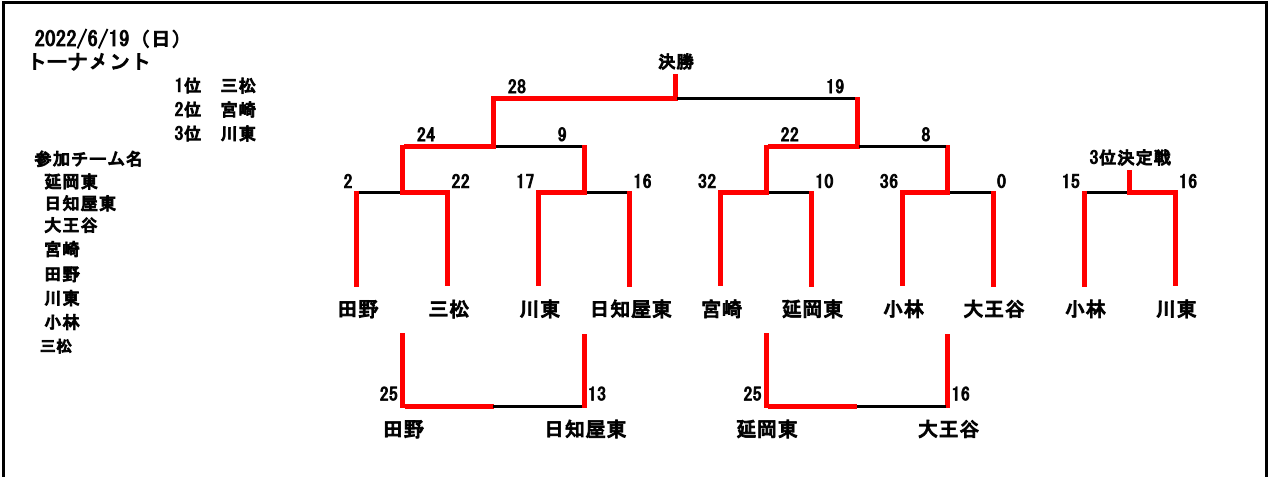 2022/6/19（日）
トーナメント
決勝
1位 三松
2位 宮崎
3位 川東
28 19
24 9 22 8
参加チーム名
延岡東
日知屋東
大王谷
宮崎
田野
川東
小林
三松
3位決定戦
2 22 17 16 32 10 36 0 15 16
田野 三松 川東 日知屋東 宮崎 延岡東 小林 大王谷 小林 川東
25 13 25 16
田野 日知屋東 延岡東 大王谷